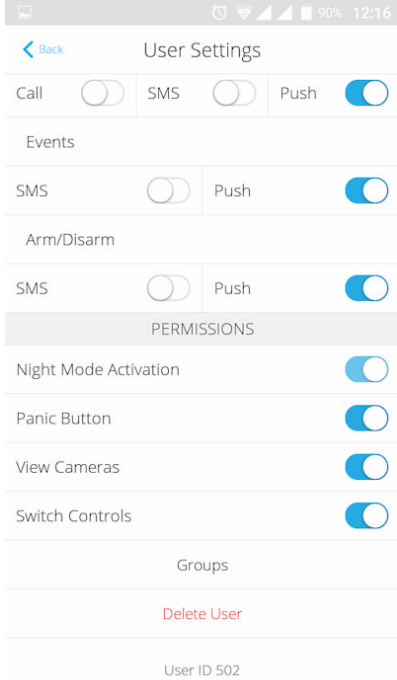 90% 12:16
Back User Settings
Call SMS Push
Events
SMS Push
Arm/Disarm
SMS Push
PERMISSIONS
Night Mode Activation
Panic Button
View Cameras
Switch Controls
Groups
Delete User
User ID 502